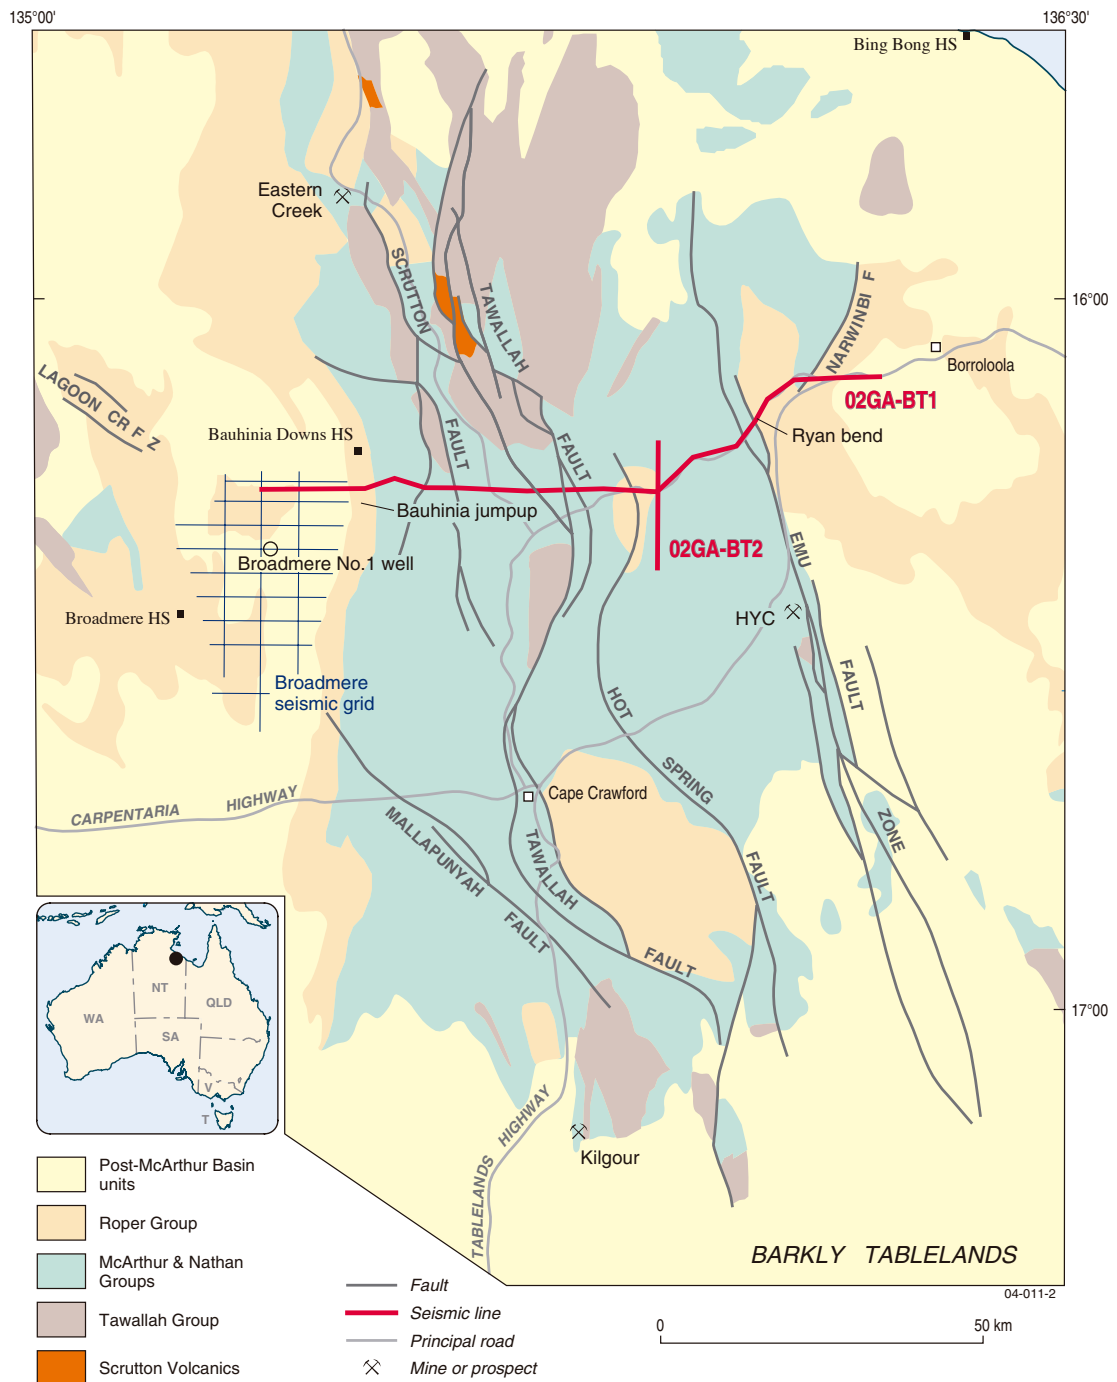 135°00'
136°30'
Bing Bong HS
Eastern
Creek
SCRUTTON
FAULT
TAWALLAH
FAULT
NARWINBI F
16°00
Borroloola
LAGOON CR F Z
02GA-BT1
Ryan bend
Bauhinia Downs HS
Bauhinia jumpup
02GA-BT2
Broadmere No.1 well
EMU
FAULT
ZONE
HYC
Broadmere HS
Broadmere
seismic grid
HOT
SPRING
FAULT
CARPENTARIA HIGHWAY
Cape Crawford
MALLAPUNYAH
FAULT
TAWALLAH
FAULT
17°00
WA
NT
QLD
SA
V
T
TABLELANDS HIGHWAY
Kilgour
BARKLY TABLELANDS
04-011-2
Post-McArthur Basin
units
Roper Group
McArthur & Nathan
Groups
Tawallah Group
Scrutton Volcanics
Fault
Seismic line
Principal road
Mine or prospect
0
50 km